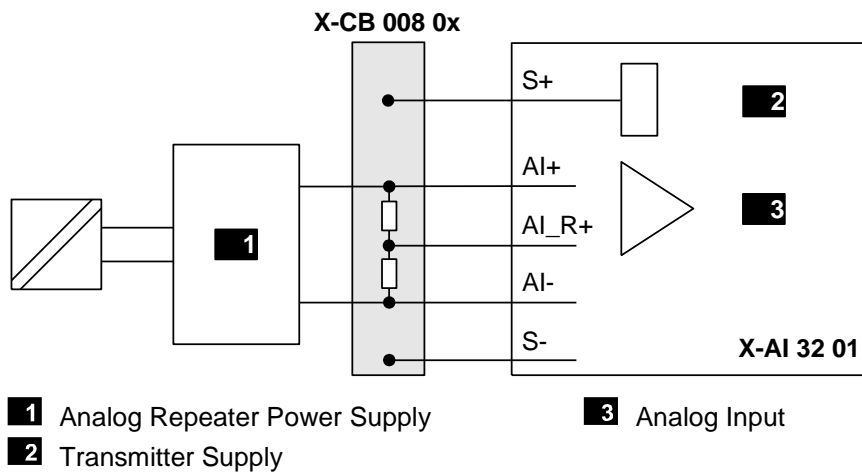 X-CB 008 0x
S+
2
AI+
3
AI_R+
1
AI-
S-
X-AI 32 01
1 Analog Repeater Power Supply
3 Analog Input
2 Transmitter Supply